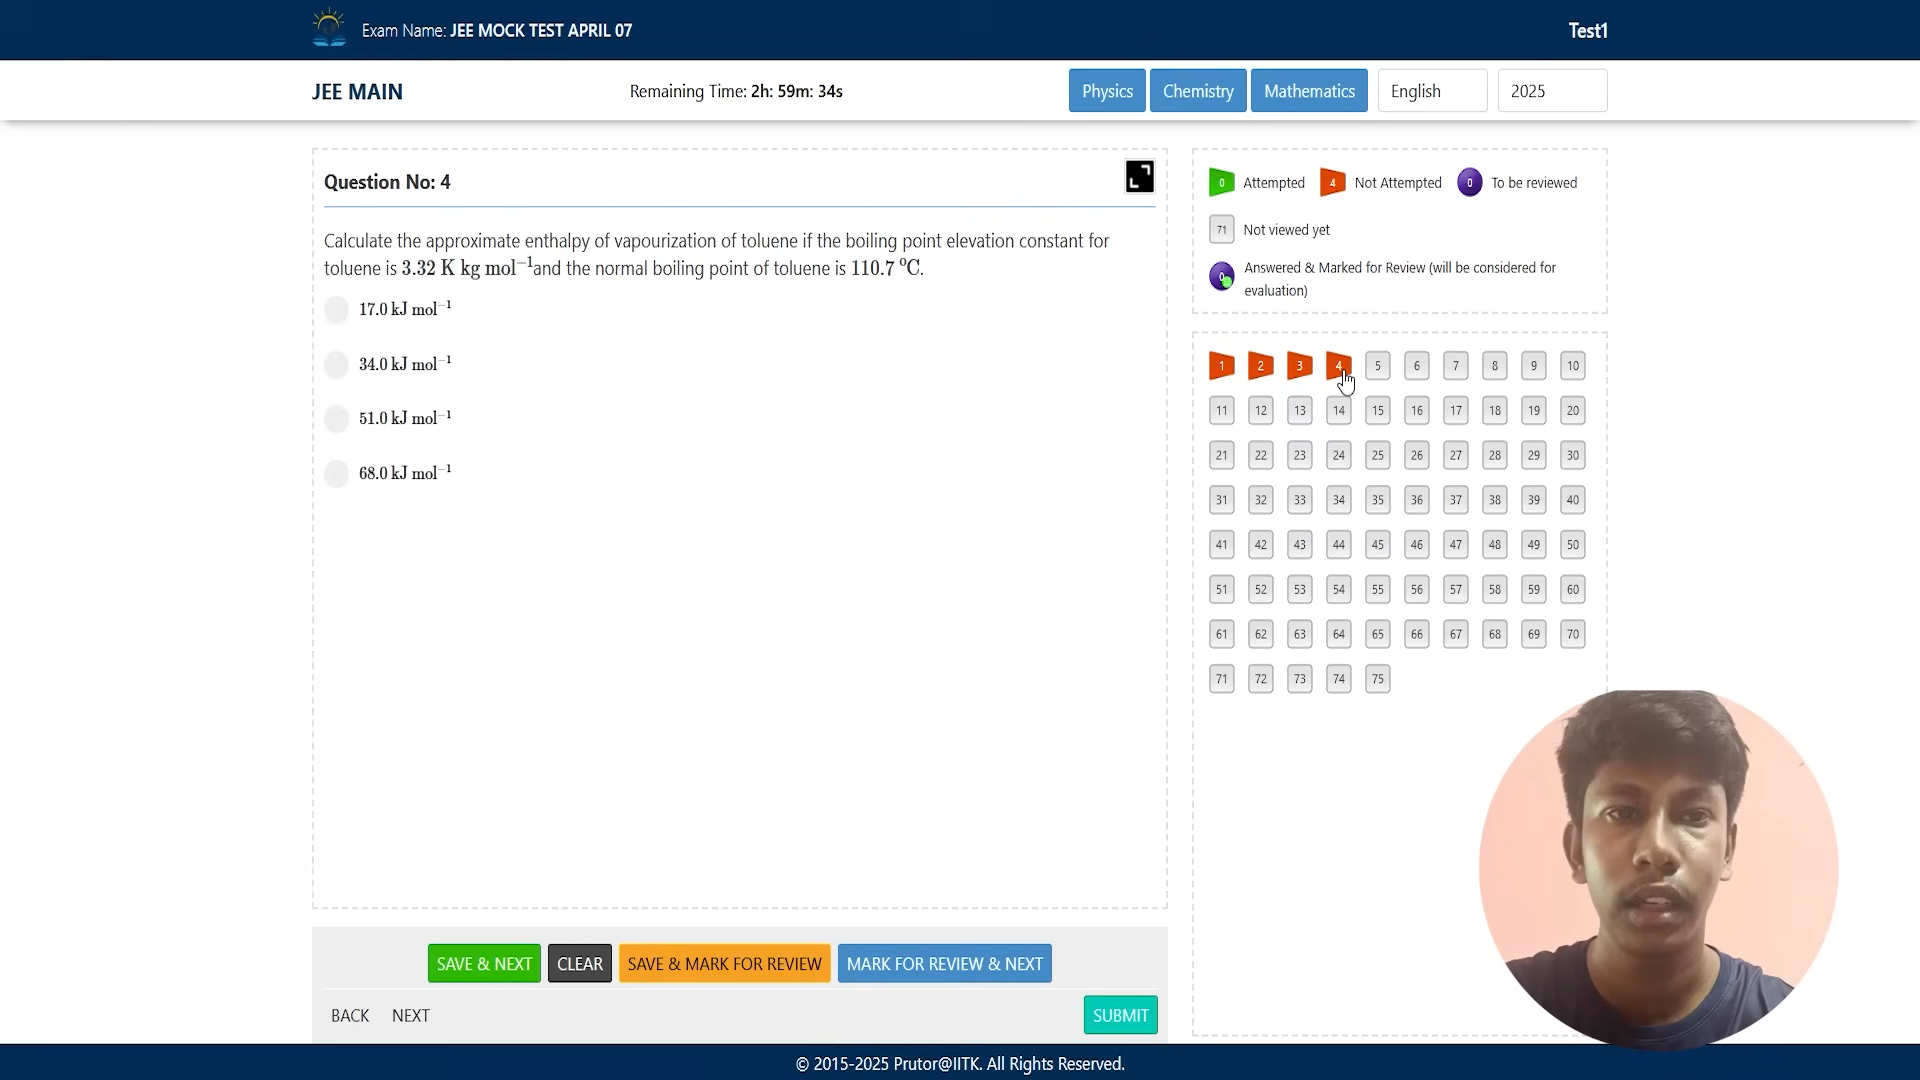 Exam Name: JEE MOCK TEST APRIL 07
Test1
JEE MAIN
Remaining Time: 2h: 59m: 34s
Physics
Chemistry
Mathematics
English
2025
Question No: 4
Calculate the approximate enthalpy of vapourization of toluene if the boiling point elevation constant for
toluene is 3.32 K kg mol⁻¹and the normal boiling point of toluene is 110.7 ⁰C.
17.0 kJ mol⁻¹
34.0 kJ mol⁻¹
51.0 kJ mol⁻¹
68.0 kJ mol⁻¹
SAVE & NEXT
CLEAR
SAVE & MARK FOR REVIEW
MARK FOR REVIEW & NEXT
BACK
NEXT
SUBMIT
0 Attempted
4 Not Attempted
0 To be reviewed
71 Not viewed yet
0 Answered & Marked for Review (will be considered for
evaluation)
1 2 3 4 5 6 7 8 9 10
11 12 13 14 15 16 17 18 19 20
21 22 23 24 25 26 27 28 29 30
31 32 33 34 35 36 37 38 39 40
41 42 43 44 45 46 47 48 49 50
51 52 53 54 55 56 57 58 59 60
61 62 63 64 65 66 67 68 69 70
71 72 73 74 75
© 2015-2025 Prutor@IITK. All Rights Reserved.